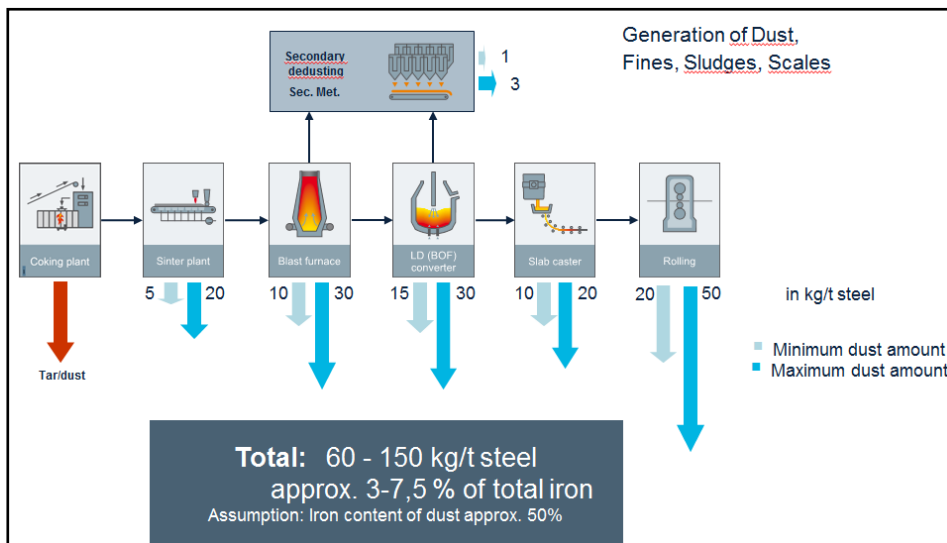 Generation of Dust,
Fines, Sludges, Scales
Secondary
dedusting
Sec. Met.
1
3
Coking plant
Sinter plant
Blast furnace
LD (BOF)
converter
Slab caster
Rolling
5
20
10
30
15
30
10
20
20
50
in kg/t steel
Tar/dust
Minimum dust amount
Maximum dust amount
Total: 60 - 150 kg/t steel
approx. 3-7,5 % of total iron
Assumption: Iron content of dust approx. 50%